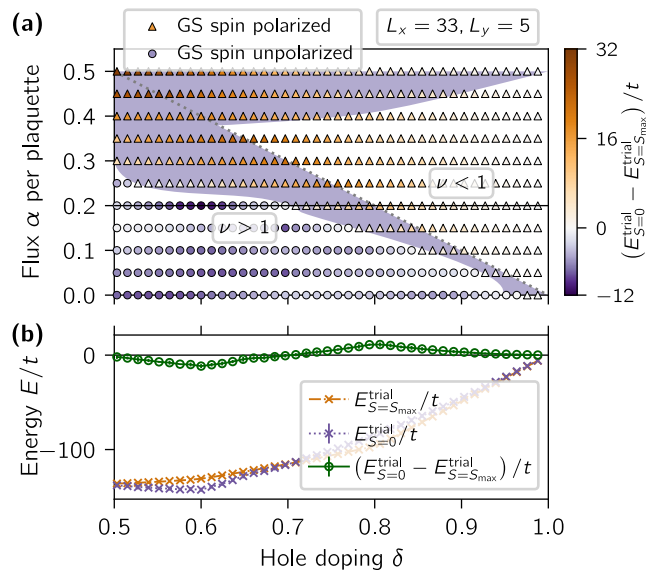 (a)
GS spin polarized
GS spin unpolarized
L_x = 33, L_y = 5
Flux α per plaquette
0.5
0.4
0.3
0.2
0.1
0.0
ν < 1
ν > 1
32
16
0
−12
(E^trial_{S=0} − E^trial_{S=S_max})/t
(b)
Energy E/t
0
−100
E^trial_{S=S_max}/t
E^trial_{S=0}/t
(E^trial_{S=0} − E^trial_{S=S_max})/t
0.5 0.6 0.7 0.8 0.9 1.0
Hole doping δ